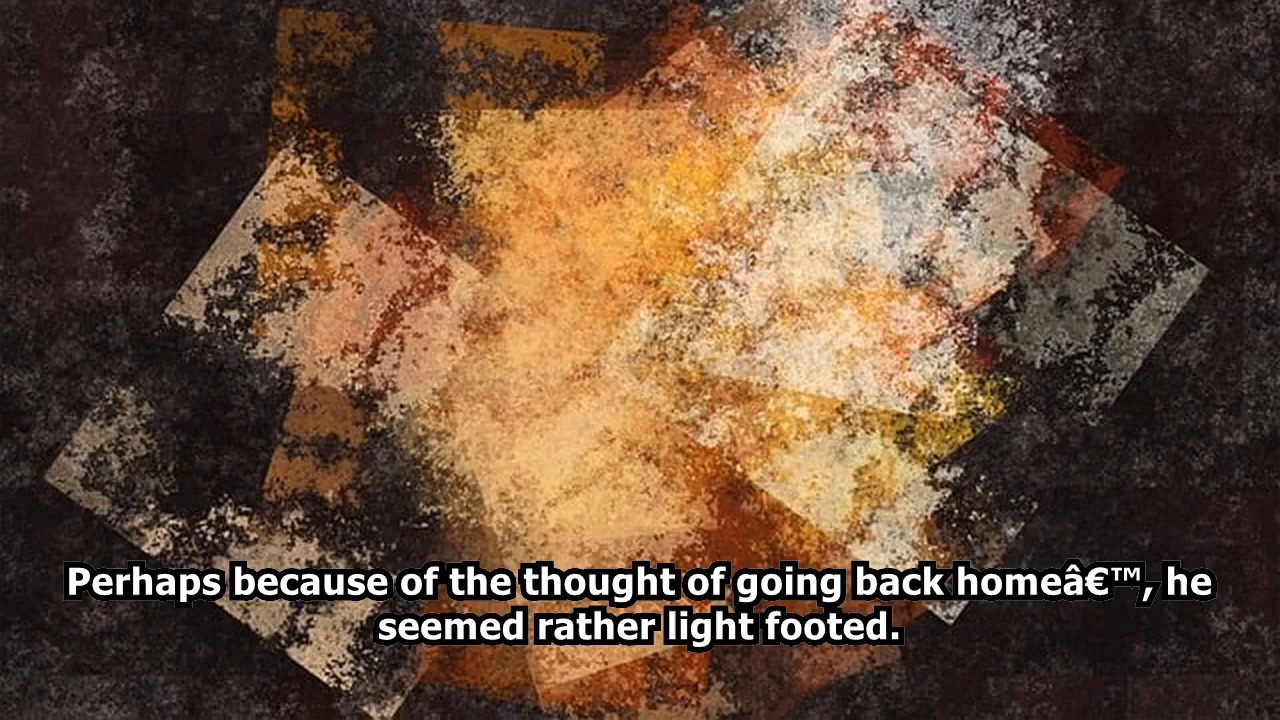 Perhaps because of the thought of going back homeâ€™, he
seemed rather light footed.